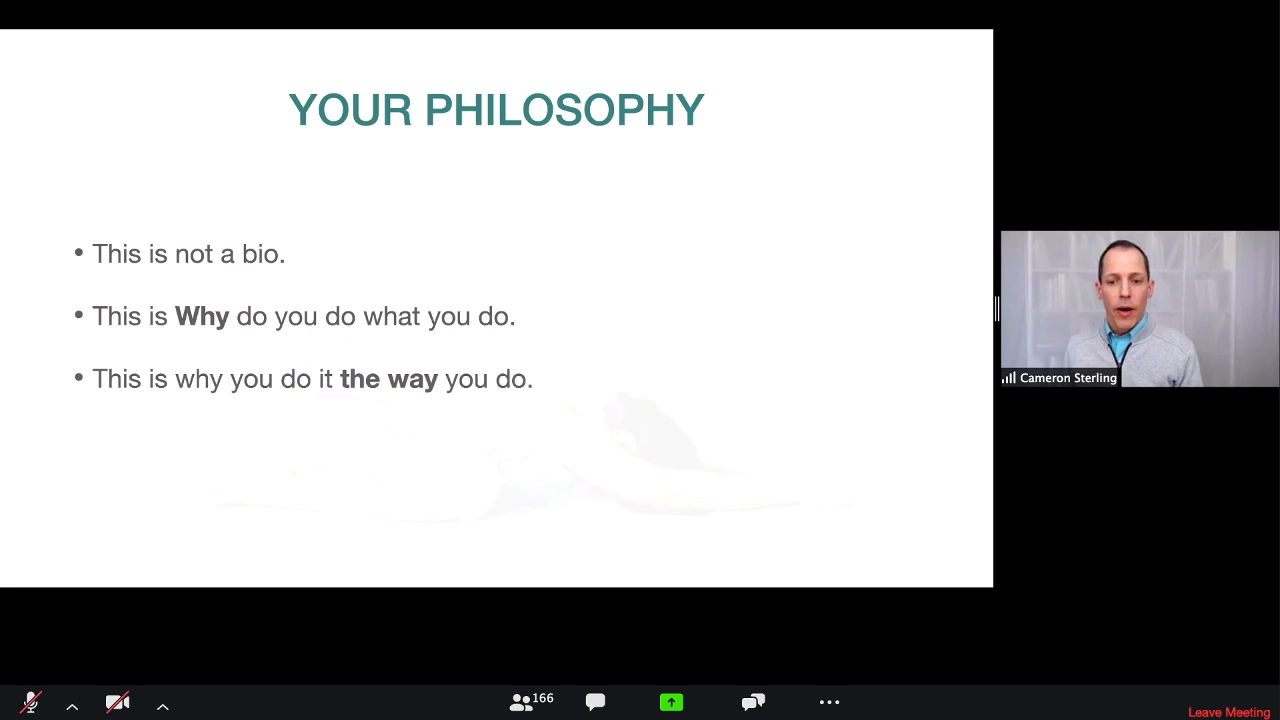 YOUR PHILOSOPHY
• This is not a bio.
• This is Why do you do what you do.
• This is why you do it the way you do.
Cameron Sterling
166
Leave Meeting